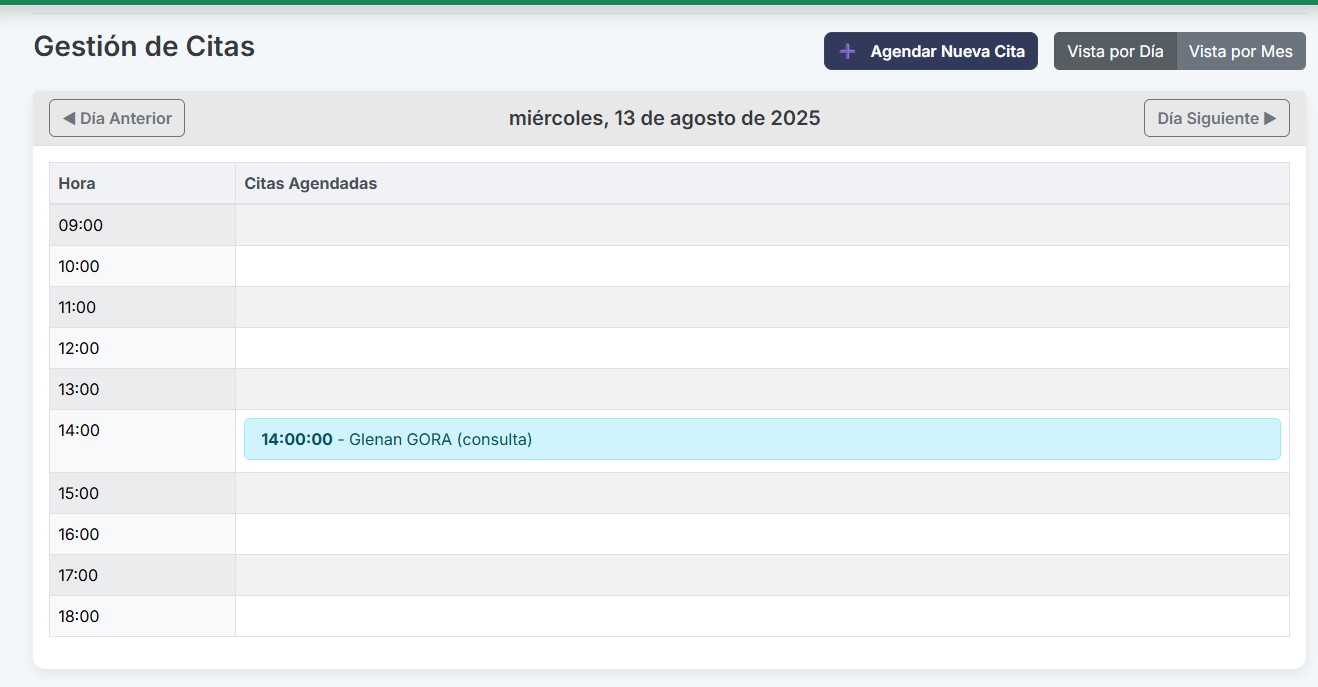 Gestión de Citas
Agendar Nueva Cita
Vista por Día
Vista por Mes
Día Anterior
miércoles, 13 de agosto de 2025
Día Siguiente
Hora
Citas Agendadas
09:00
10:00
11:00
12:00
13:00
14:00
14:00:00 - Glenan GORA (consulta)
15:00
16:00
17:00
18:00